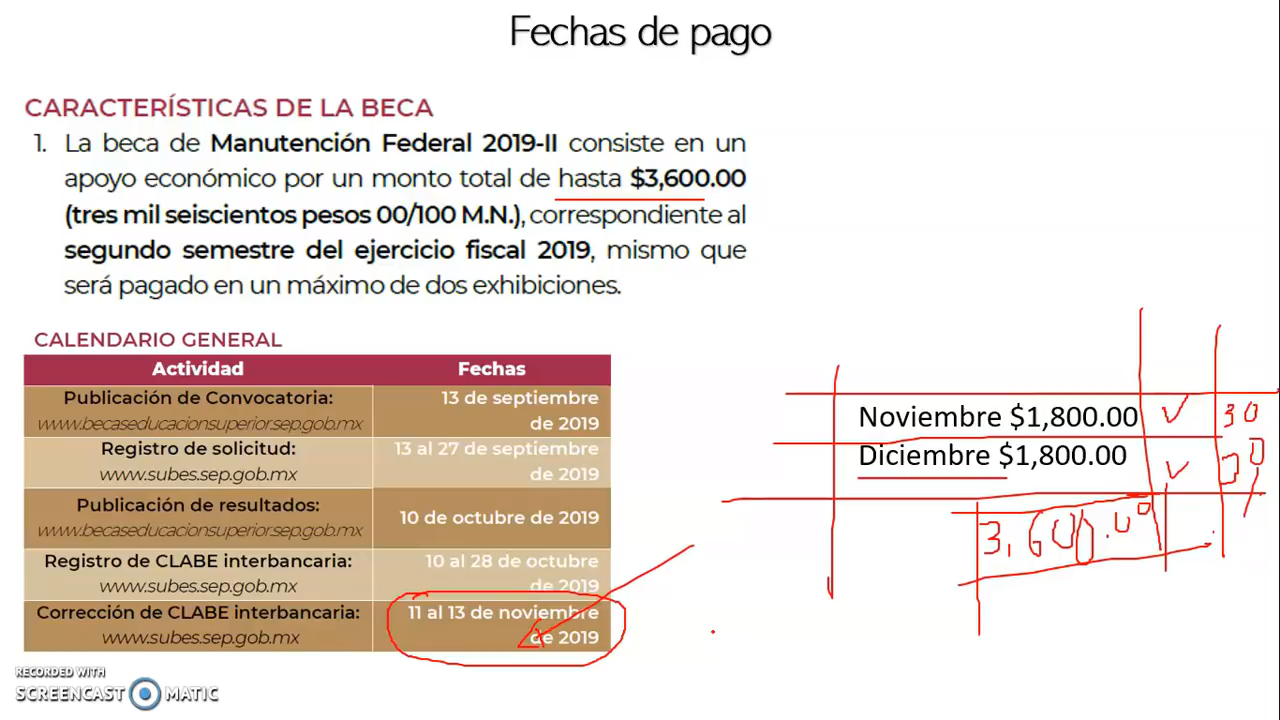 Fechas de pago
CARACTERÍSTICAS DE LA BECA
1. La beca de Manutención Federal 2019-II consiste en un
apoyo económico por un monto total de hasta $3,600.00
(tres mil seiscientos pesos 00/100 M.N.), correspondiente al
segundo semestre del ejercicio fiscal 2019, mismo que
será pagado en un máximo de dos exhibiciones.
CALENDARIO GENERAL
Actividad Fechas
Publicación de Convocatoria: 13 de septiembre
www.becaseducacionsuperior.sep.gob.mx de 2019
Registro de solicitud: 13 al 27 de septiembre
www.subes.sep.gob.mx de 2019
Publicación de resultados:
www.becaseducacionsuperior.sep.gob.mx 10 de octubre de 2019
Registro de CLABE interbancaria: 10 al 28 de octubre
www.subes.sep.gob.mx de 2019
Corrección de CLABE interbancaria: 11 al 13 de noviembre
www.subes.sep.gob.mx de 2019
Noviembre $1,800.00 30
Diciembre $1,800.00
3,600.00
RECORDED WITH
SCREENCAST MATIC